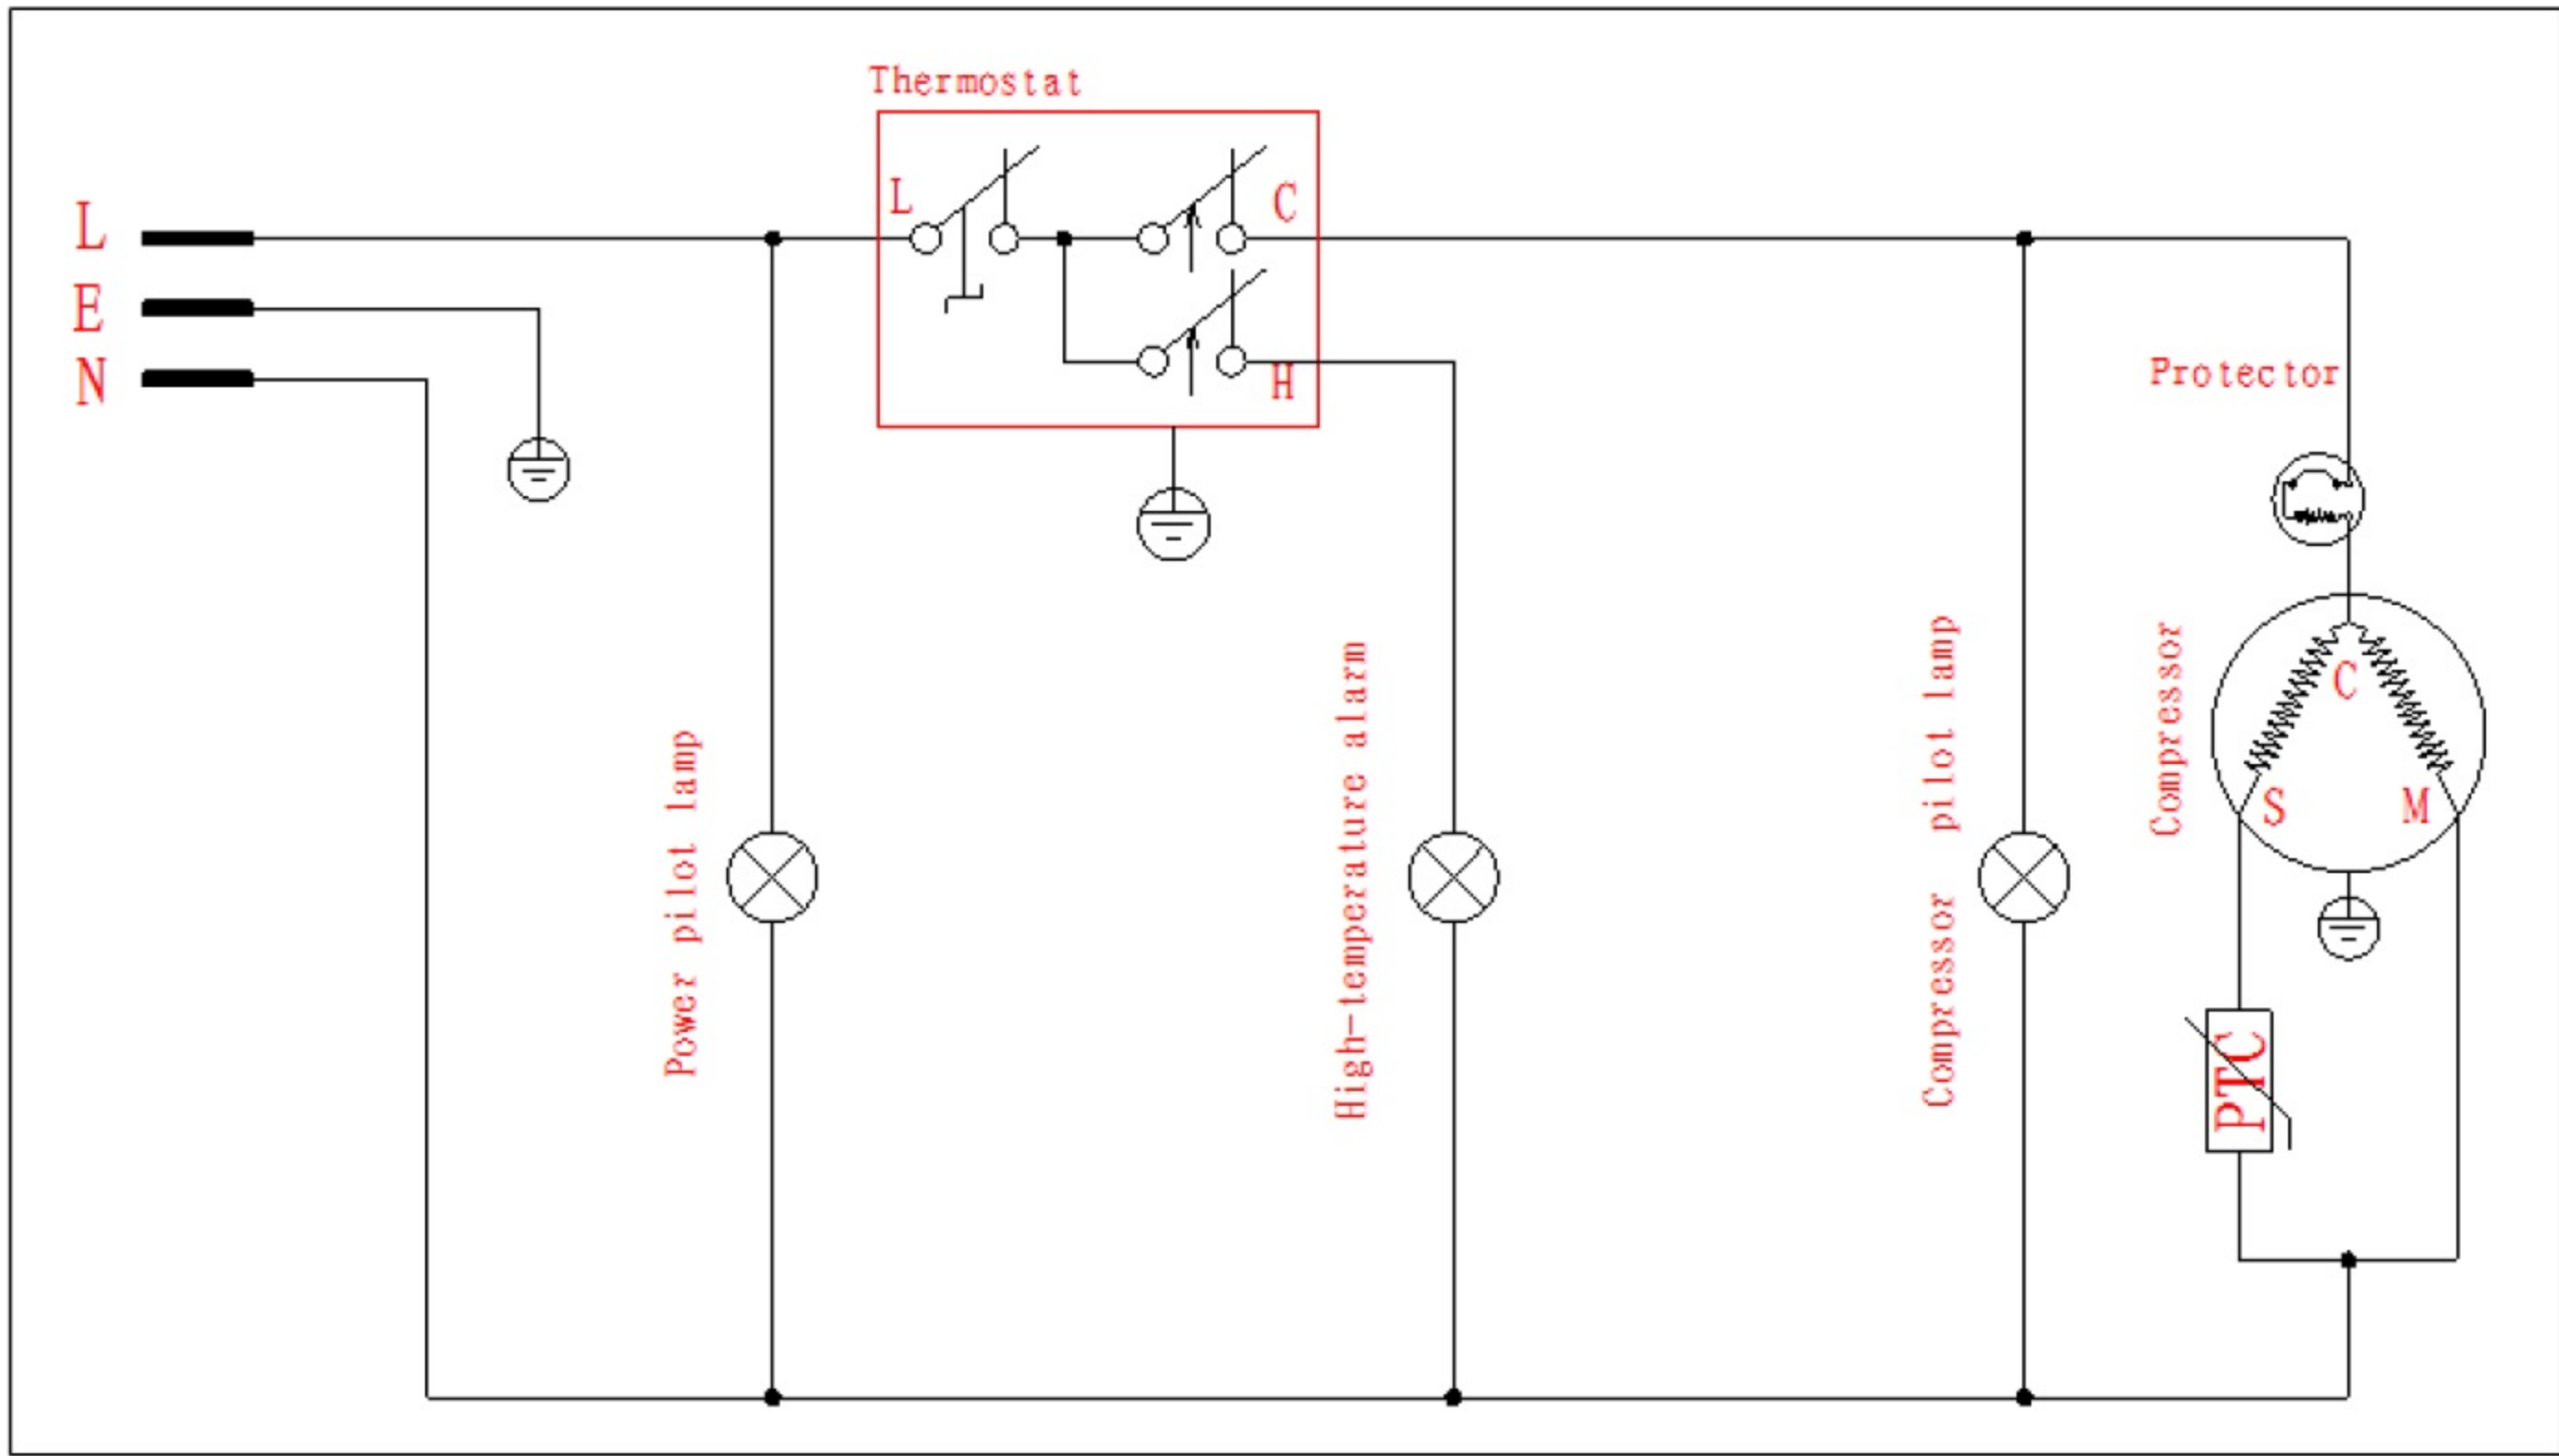 Thermostat
L
C
L
E
N
H
Protector
Power pilot lamp
High-temperature alarm
Compressor pilot lamp
Compressor
C
S
M
PTC